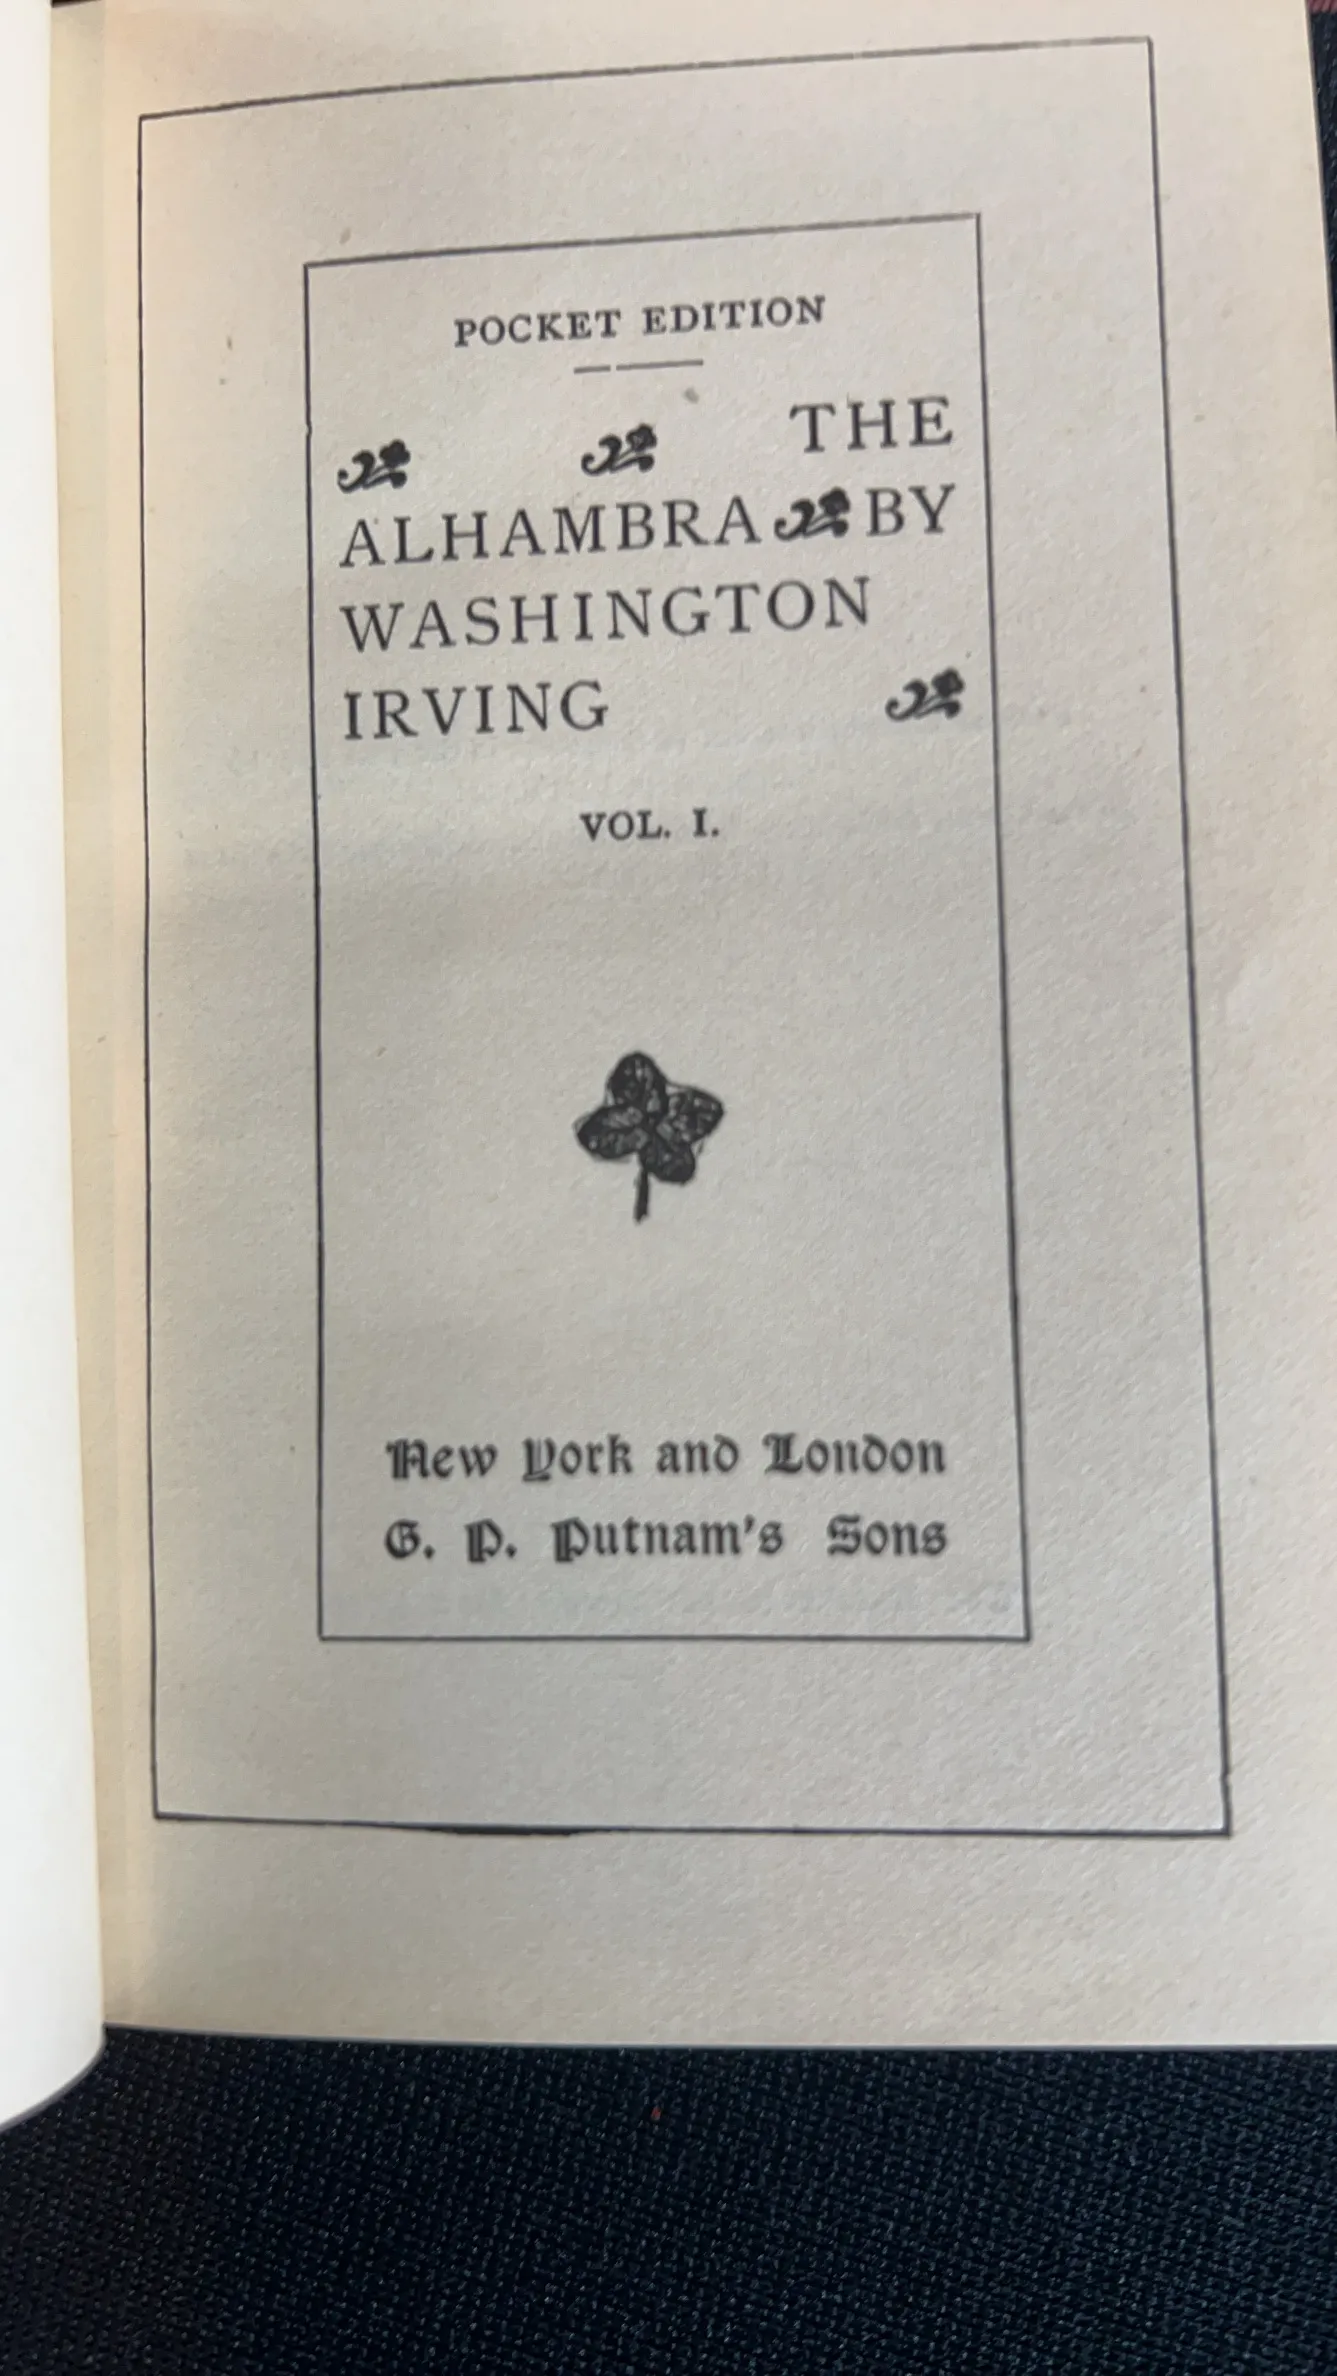 POCKET EDITION
THE
ALHAMBRA BY
WASHINGTON
IRVING
VOL. I.
New York and London
G. P. Putnam's Sons